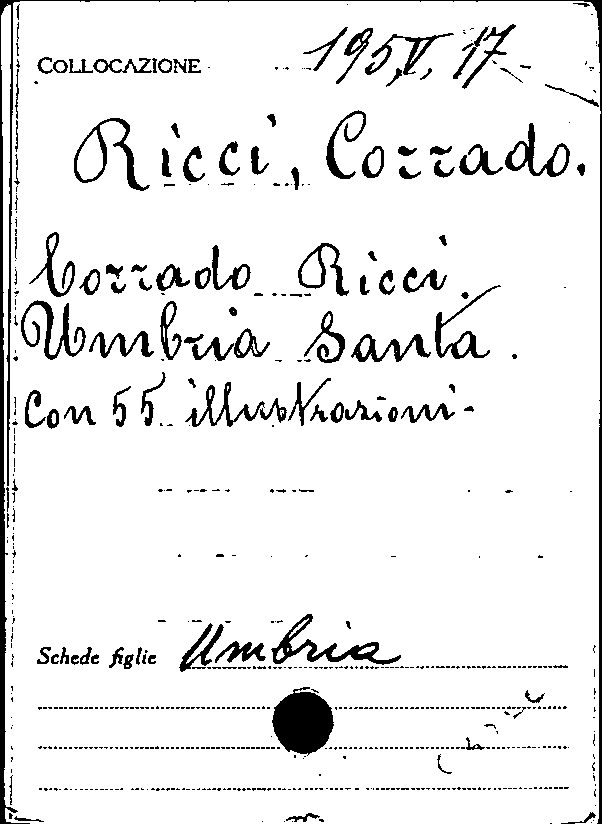 COLLOCAZIONE 195.V.17
Ricci, Corrado.
Corrado Ricci.
Umbria Santa.
Con 55 illustrazioni.
Schede figlie Umbria